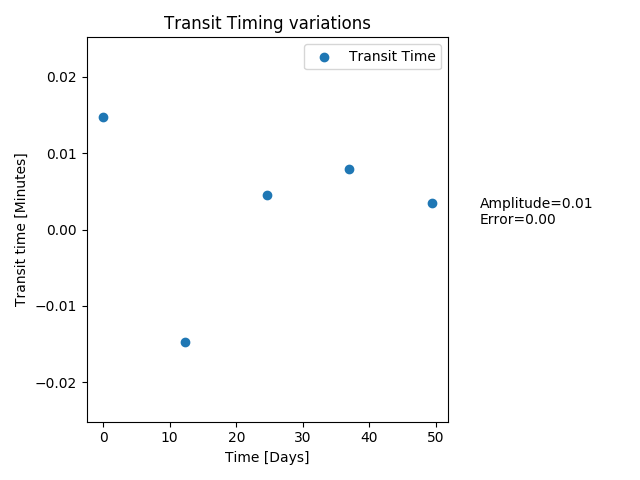 Transit Timing variations
Transit Time
0.02
0.01
0.00
−0.01
−0.02
Transit time [Minutes]
Amplitude=0.01
Error=0.00
0 10 20 30 40 50
Time [Days]